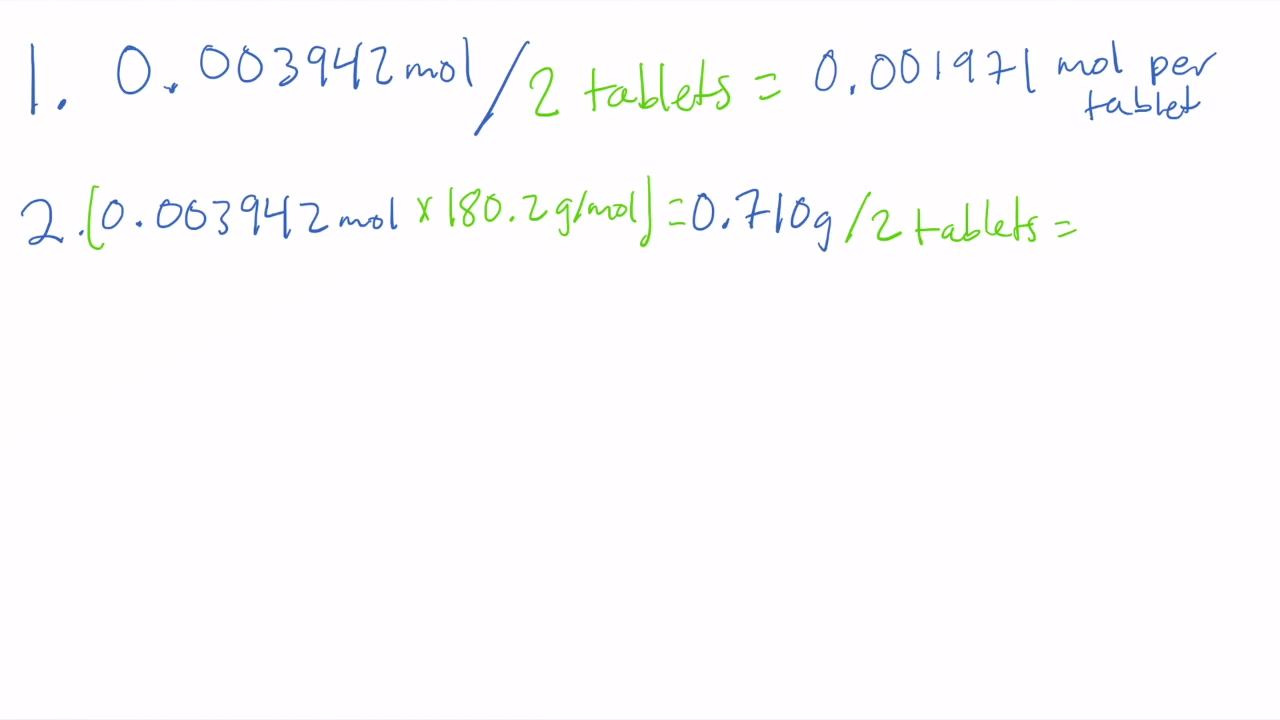 1. 0.003942 mol / 2 tablets = 0.001971 mol per
tablet
2. [0.003942 mol x 180.2 g/mol] = 0.710g / 2 tablets =